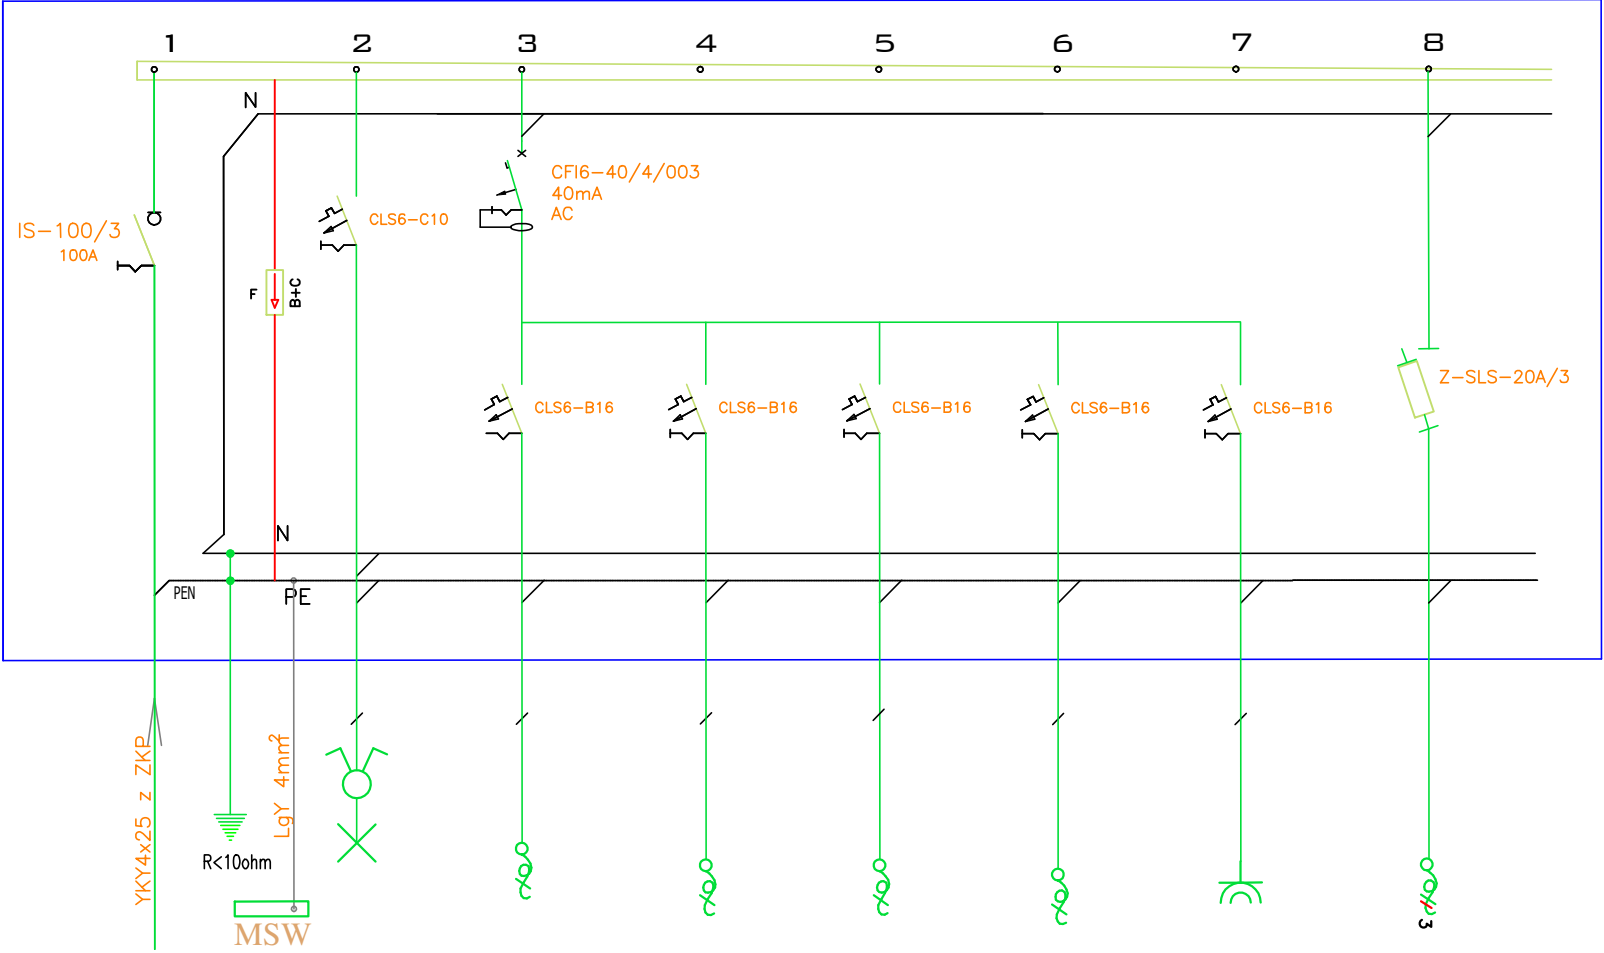 1 2 3 4 5 6 7 8
N
CFI6-40/4/003
40mA
AC
CLS6-C10
IS-100/3
100A
F
B+C
Z-SLS-20A/3
CLS6-B16
CLS6-B16
CLS6-B16
CLS6-B16
CLS6-B16
N
PEN
PE
YKY4x25 z ZKP
LgY 4mm²
R<10ohm
MSW
3